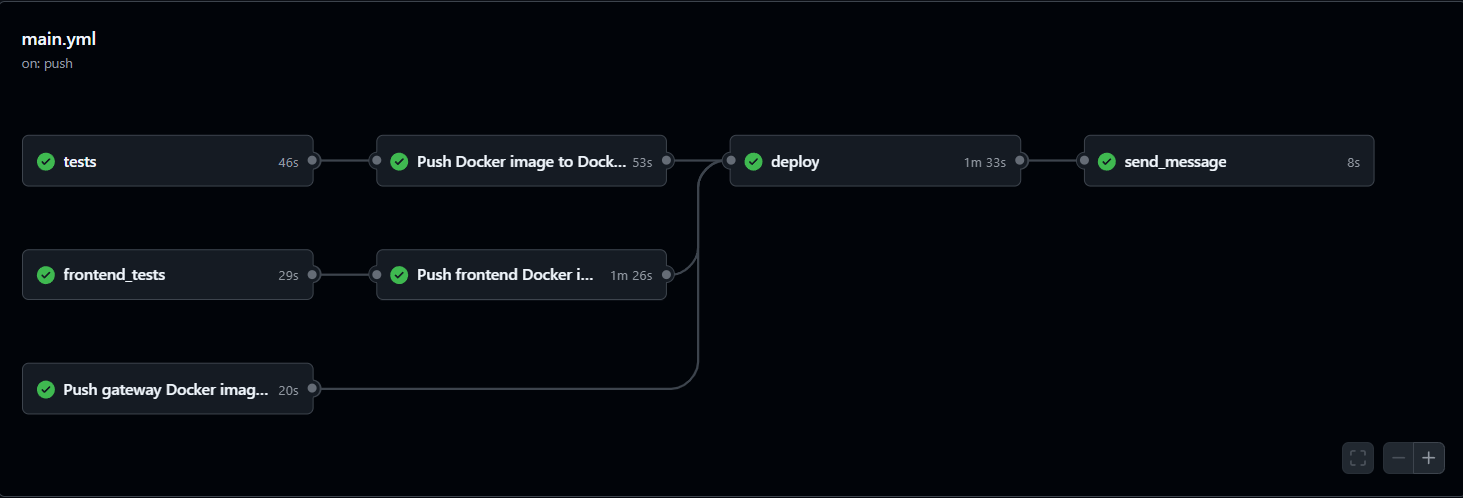 main.yml
on: push
tests 46s
Push Docker image to Dock... 53s
deploy 1m 33s
send_message 8s
frontend_tests 29s
Push frontend Docker i... 1m 26s
Push gateway Docker imag... 20s